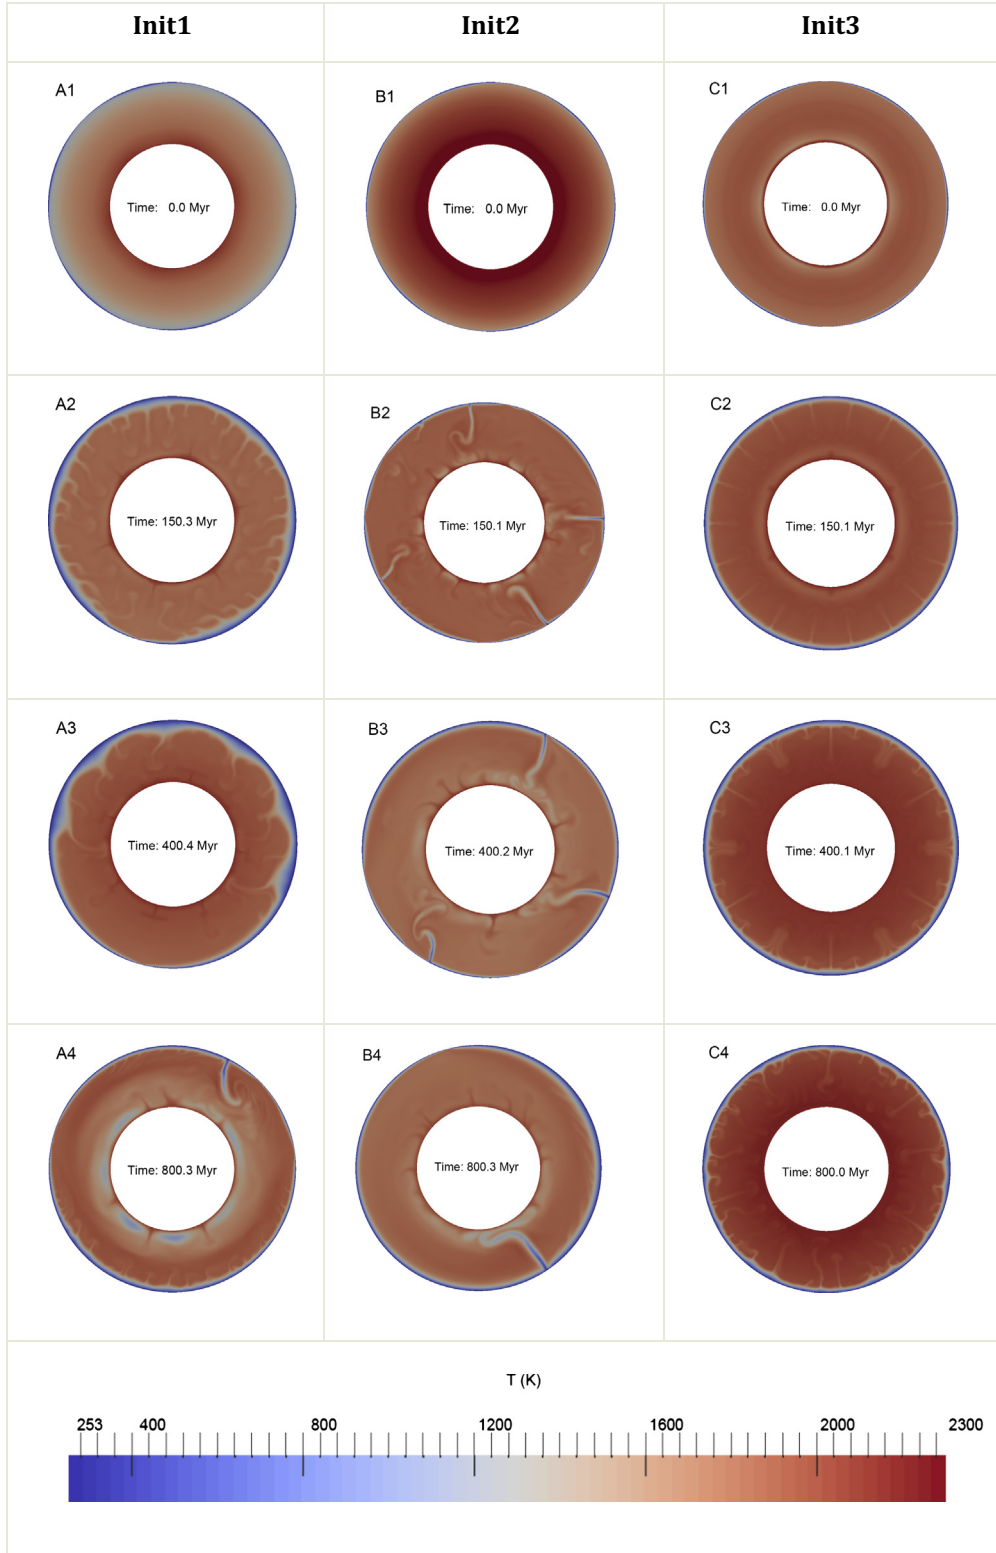 Init1 Init2 Init3
A1 B1 C1
Time: 0.0 Myr Time: 0.0 Myr Time: 0.0 Myr
A2 B2 C2
Time: 150.3 Myr Time: 150.1 Myr Time: 150.1 Myr
A3 B3 C3
Time: 400.4 Myr Time: 400.2 Myr Time: 400.1 Myr
A4 B4 C4
Time: 800.3 Myr Time: 800.3 Myr Time: 800.0 Myr
T (K)
253 400 800 1200 1600 2000 2300